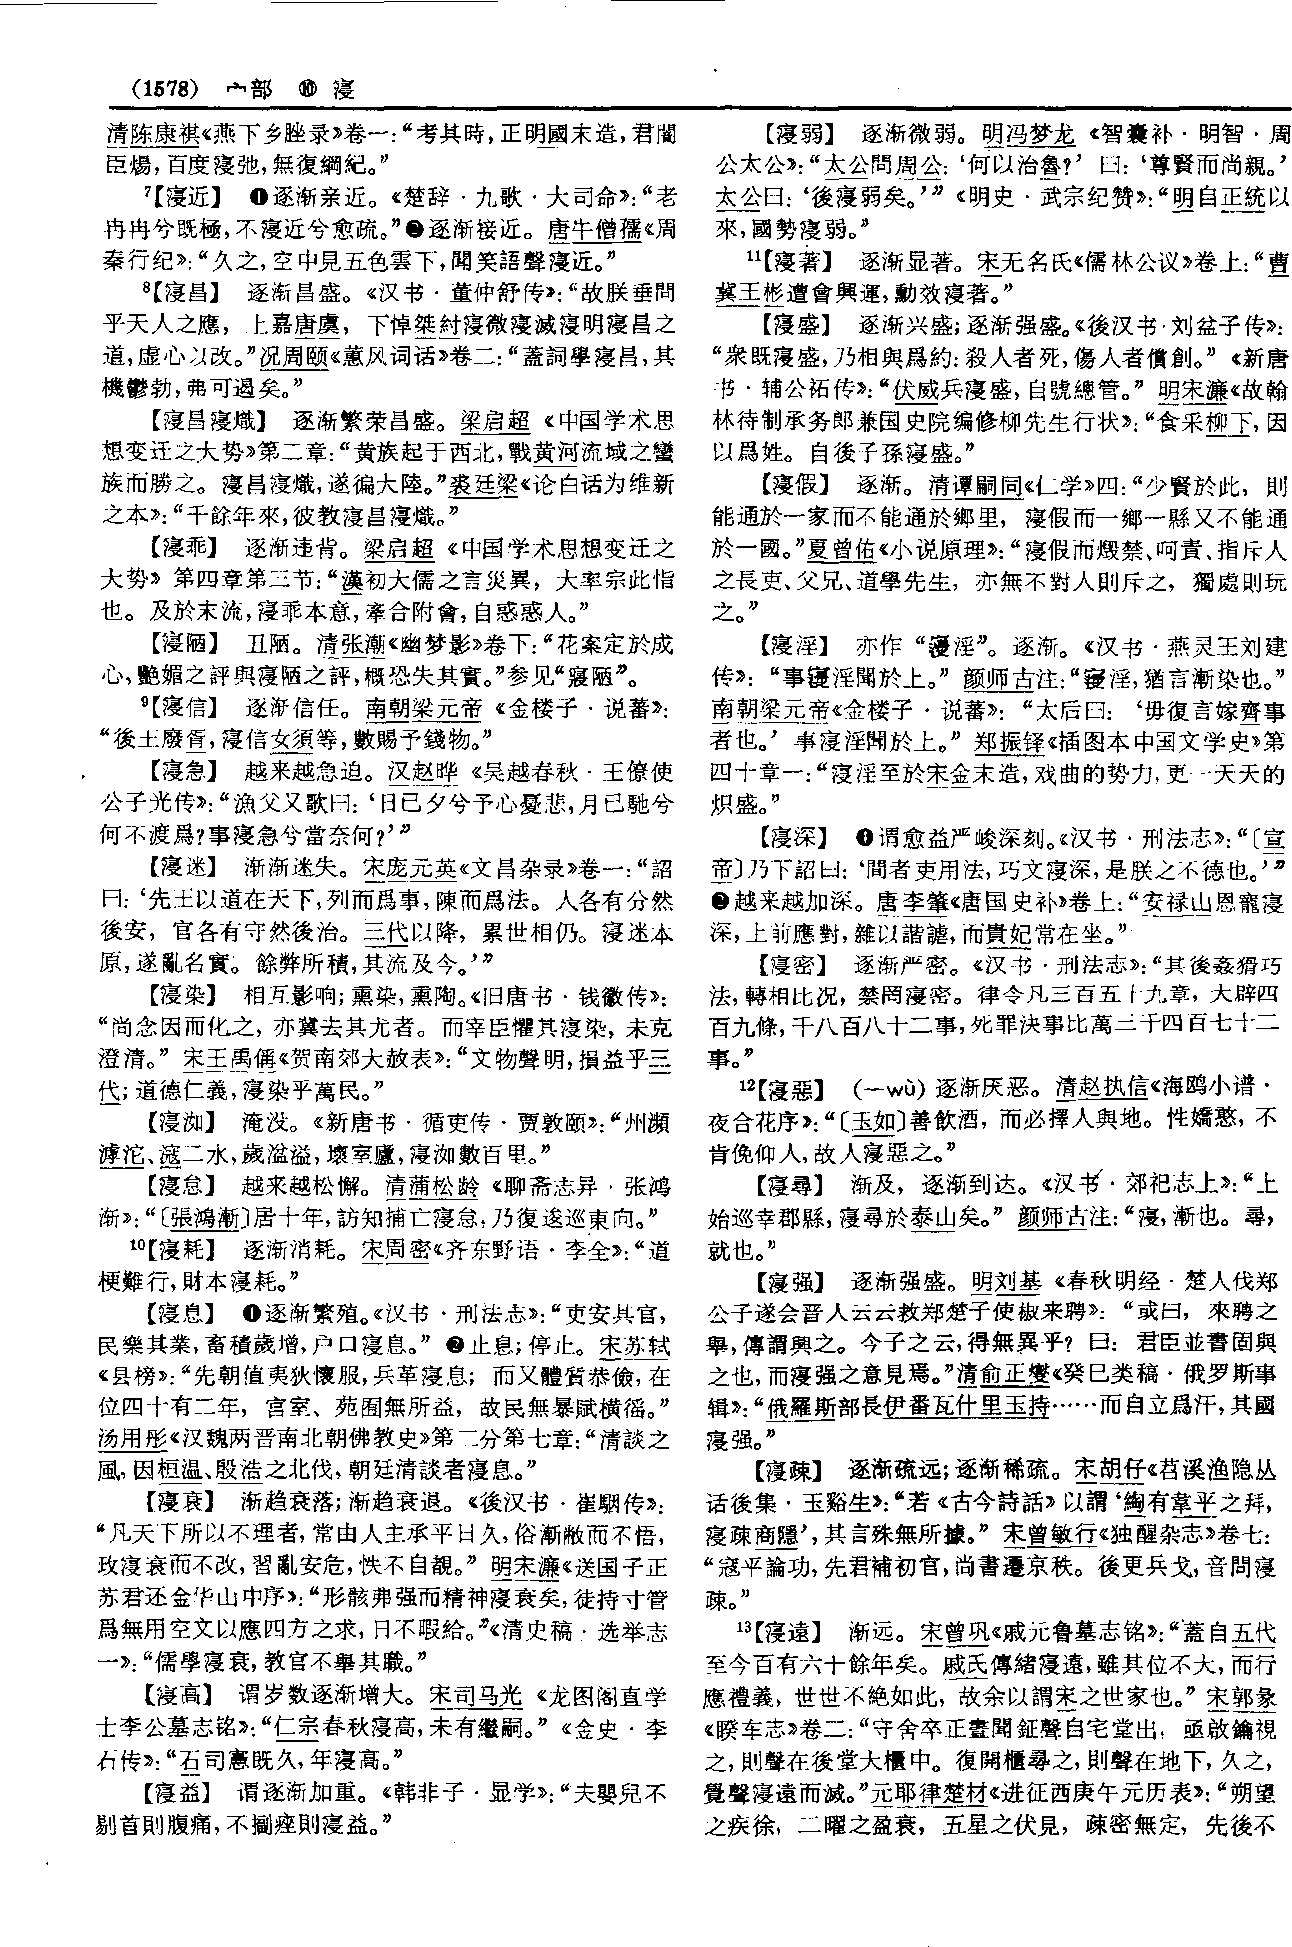 (1578) 宀部 ❿ 寖
清陈康祺《燕下乡脞录》卷一：“考其時，正明國末造，君闇
臣惕，百度寖弛，無復綱紀。”
⁷【寖近】 ❶逐渐亲近。《楚辞·九歌·大司命》：“老
冉冉兮既極，不寖近兮愈疏。”❷逐渐接近。唐牛僧孺《周
秦行纪》：“久之，空中見五色雲下，聞笑語聲寖近。”
⁸【寖昌】 逐渐昌盛。《汉书·董仲舒传》：“故朕垂問
乎天人之應，上嘉唐虞，下悼桀紂寖微寖滅寖明寖昌之
道，虚心以改。”况周颐《蕙风词话》卷二：“蓋詞學寖昌，其
機鬱勃，弗可遏矣。”
【寖昌寖熾】 逐渐繁荣昌盛。梁启超《中国学术思
想变迁之大势》第二章：“黄族起于西北，戰黄河流域之蠻
族而勝之。寖昌寖熾，遂徧大陸。”裘廷梁《论白话为维新
之本》：“千餘年來，彼教寖昌寖熾。”
【寖乖】 逐渐违背。梁启超《中国学术思想变迁之
大势》第四章第三节：“漢初大儒之言災異，大率宗此恉
也。及於末流，寖乖本意，牽合附會，自惑惑人。”
【寖陋】 丑陋。清张潮《幽梦影》卷下：“花案定於成
心，艷媚之評與寖陋之評，概恐失其實。”参见“寢陋”。
⁹【寖信】 逐渐信任。南朝梁元帝《金楼子·说蕃》：
“後土廢胥，寖信女須等，數賜予錢物。”
【寖急】 越来越急迫。汉赵晔《吴越春秋·王僚使
公子光传》：“漁父又歌曰：‘日已夕兮予心憂悲，月已馳兮
何不渡爲？事寖急兮當奈何？’”
【寖迷】 渐渐迷失。宋庞元英《文昌杂录》卷一：“詔
曰：‘先王以道在天下，列而爲事，陳而爲法。人各有分然
後安，官各有守然後治。三代以降，累世相仍。寖迷本
原，遂亂名實。餘弊所積，其流及今。’”
【寖染】 相互影响；熏染，熏陶。《旧唐书·钱徽传》：
“尚念因而化之，亦冀去其尤者。而宰臣懼其寖染，未克
澄清。”宋王禹偁《贺南郊大赦表》：“文物聲明，損益乎三
代；道德仁義，寖染乎萬民。”
【寖洳】 淹没。《新唐书·循吏传·贾敦颐》：“州瀕
滹沱、滱二水，歲湓溢，壞室廬，寖洳數百里。”
【寖怠】 越来越松懈。清蒲松龄《聊斋志异·张鸿
渐》：“〔張鴻漸〕居十年，訪知捕亡寖怠，乃復逡巡東向。”
¹⁰【寖耗】 逐渐消耗。宋周密《齐东野语·李全》：“道
梗難行，財本寖耗。”
【寖息】 ❶逐渐繁殖。《汉书·刑法志》：“吏安其官，
民樂其業，畜積歲增，户口寖息。”❷止息；停止。宋苏轼
《县榜》：“先朝值夷狄懷服，兵革寖息；而又體質恭儉，在
位四十有二年，宫室、苑囿無所益，故民無暴賦橫徭。”
汤用彤《汉魏两晋南北朝佛教史》第二分第七章：“清談之
風，因桓温、殷浩之北伐，朝廷清談者寖息。”
【寖衰】 渐趋衰落；渐趋衰退。《後汉书·崔駰传》：
“凡天下所以不理者，常由人主承平日久，俗漸敝而不悟，
政寖衰而不改，習亂安危，怢不自覩。”明宋濂《送国子正
苏君还金华山中序》：“形骸弗强而精神寖衰矣，徒持寸管
爲無用空文以應四方之求，日不暇給。”《清史稿·选举志
一》：“儒學寖衰，教官不舉其職。”
【寖高】 谓岁数逐渐增大。宋司马光《龙图阁直学
士李公墓志铭》：“仁宗春秋寖高，未有繼嗣。”《金史·李
石传》：“石司憲既久，年寖高。”
【寖益】 谓逐渐加重。《韩非子·显学》：“夫嬰兒不
剔首則腹痛，不㨽痤則寖益。”
【寖弱】 逐渐微弱。明冯梦龙《智囊补·明智·周
公太公》：“太公問周公：‘何以治魯？’曰：‘尊賢而尚親。’
太公曰：‘後寖弱矣。’”《明史·武宗纪赞》：“明自正統以
來，國勢寖弱。”
¹¹【寖著】 逐渐显著。宋无名氏《儒林公议》卷上：“曹
冀王彬遭會興運，勳效寖著。”
【寖盛】 逐渐兴盛；逐渐强盛。《後汉书·刘盆子传》：
“衆既寖盛，乃相與爲約：殺人者死，傷人者償創。”《新唐
书·辅公祏传》：“伏威兵寖盛，自號總管。”明宋濂《故翰
林待制承务郎兼国史院编修柳先生行状》：“食采柳下，因
以爲姓。自後子孫寖盛。”
【寖假】 逐渐。清谭嗣同《仁学》四：“少賢於此，則
能通於一家而不能通於鄉里，寖假而一鄉一縣又不能通
於一國。”夏曾佑《小说原理》：“寖假而燬禁、呵責、指斥人
之長吏、父兄、道學先生，亦無不對人則斥之，獨處則玩
之。”
【寖淫】 亦作“寖淫”。逐渐。《汉书·燕灵王刘建
传》：“事寖淫聞於上。”颜师古注：“寖淫，猶言漸染也。”
南朝梁元帝《金楼子·说蕃》：“太后曰：‘毋復言嫁齊事
者也。’事寖淫聞於上。”郑振铎《插图本中国文学史》第
四十章一：“寖淫至於宋金末造，戏曲的势力，更一天天的
炽盛。”
【寖深】 ❶谓愈益严峻深刻。《汉书·刑法志》：“〔宣
帝〕乃下詔曰：‘間者吏用法，巧文寖深，是朕之不德也。’”
❷越来越加深。唐李肇《唐国史补》卷上：“安禄山恩寵寖
深，上前應對，雜以諧謔，而貴妃常在坐。”
【寖密】 逐渐严密。《汉书·刑法志》：“其後姦猾巧
法，轉相比况，禁罔寖密。律令凡三百五十九章，大辟四
百九條，千八百八十二事，死罪決事比萬三千四百七十二
事。”
¹²【寖惡】 (—wù) 逐渐厌恶。清赵执信《海鸥小谱·
夜合花序》：“〔玉如〕善飲酒，而必擇人與地。性嬌憨，不
肯俛仰人，故人寖惡之。”
【寖尋】 渐及，逐渐到达。《汉书·郊祀志上》：“上
始巡幸郡縣，寖尋於泰山矣。”颜师古注：“寖，漸也。尋，
就也。”
【寖强】 逐渐强盛。明刘基《春秋明经·楚人伐郑
公子遂会晋人云云救郑楚子使椒来聘》：“或曰，來聘之
舉，傳謂興之。今子之云，得無異乎？曰：君臣並書固與
之也，而寖强之意見焉。”清俞正燮《癸巳类稿·俄罗斯事
辑》：“俄羅斯部長伊番瓦什里玉持……而自立爲汗，其國
寖强。”
【寖疎】 逐渐疏远；逐渐稀疏。宋胡仔《苕溪渔隐丛
话後集·玉谿生》：“若《古今詩話》以謂‘綯有韋平之拜，
寖疎商隱’，其言殊無所據。”宋曾敏行《独醒杂志》卷七：
“寇平論功，先君補初官，尚書遷京秩。後更兵戈，音問寖
疎。”
¹³【寖遠】 渐远。宋曾巩《戚元鲁墓志铭》：“蓋自五代
至今百有六十餘年矣。戚氏傳緒寖遠，雖其位不大，而行
應禮義，世世不絶如此，故余以謂宋之世家也。”宋郭彖
《睽车志》卷二：“守舍卒正晝聞鉦聲自宅堂出，亟啟鑰視
之，則聲在後堂大櫃中。復開櫃尋之，則聲在地下，久之，
覺聲寖遠而滅。”元耶律楚材《进征西庚午元历表》：“朔望
之疾徐，二曜之盈衰，五星之伏見，疎密無定，先後不